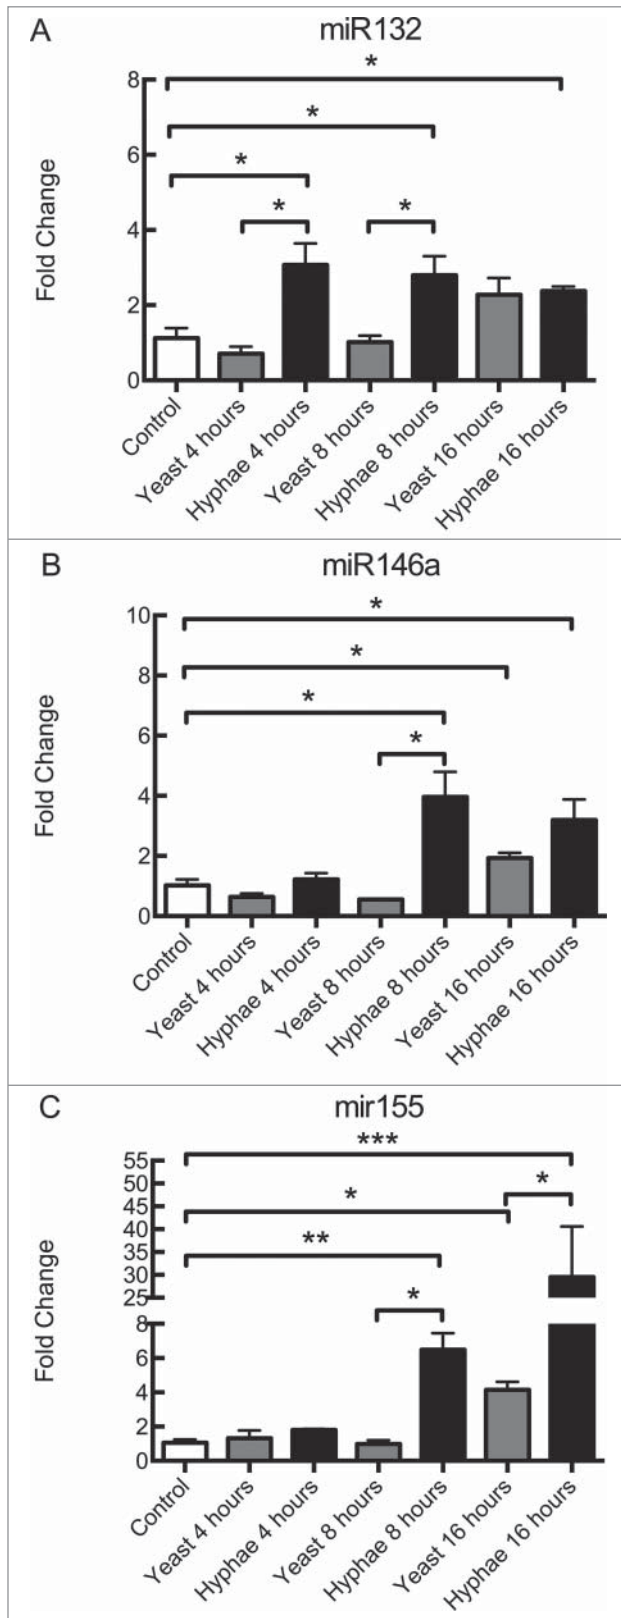 A
miR132
*
8
*
6
*
*
*
4
2
0
Fold Change
Control
Yeast 4 hours
Hyphae 4 hours
Yeast 8 hours
Hyphae 8 hours
Yeast 16 hours
Hyphae 16 hours
B
miR146a
*
10
*
8
*
6
*
4
2
0
Fold Change
Control
Yeast 4 hours
Hyphae 4 hours
Yeast 8 hours
Hyphae 8 hours
Yeast 16 hours
Hyphae 16 hours
C
mir155
***
55
50
*
45
*
40
**
35
30
25
*
8
6
4
2
0
Fold Change
Control
Yeast 4 hours
Hyphae 4 hours
Yeast 8 hours
Hyphae 8 hours
Yeast 16 hours
Hyphae 16 hours